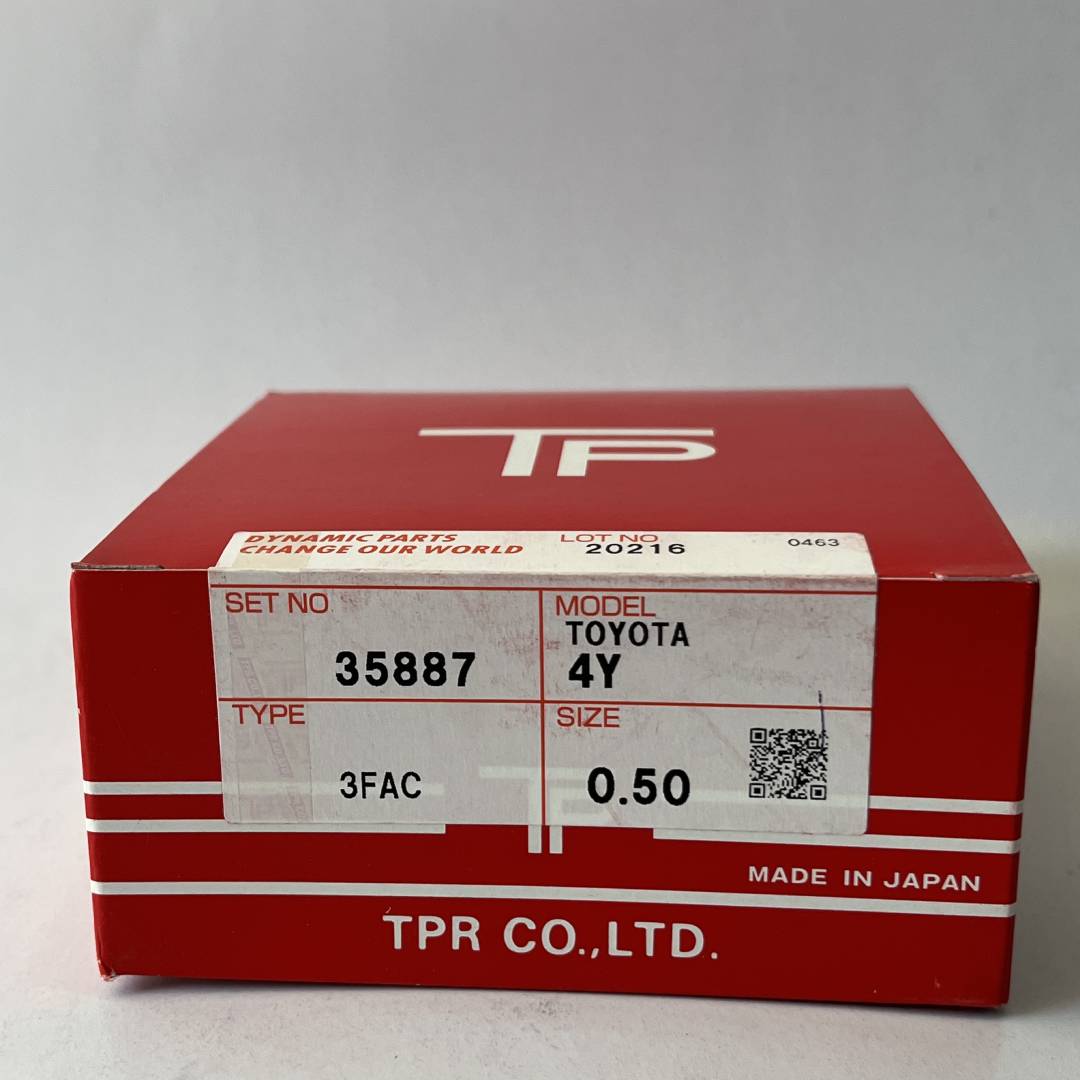 TP
DYNAMIC PARTS
CHANGE OUR WORLD
LOT NO.
20216
0463
SET NO
35887
MODEL
TOYOTA
4Y
TYPE
3FAC
SIZE
0.50
TP
MADE IN JAPAN
TPR CO.,LTD.